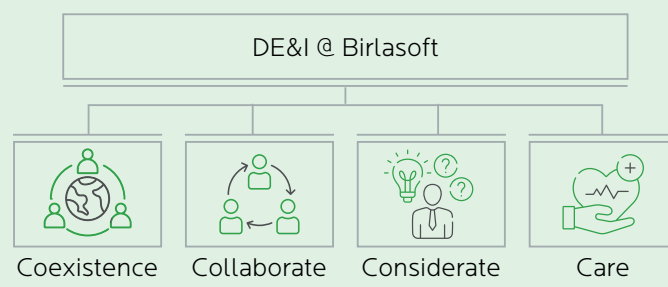 DE&I @ Birlasoft
Coexistence
Collaborate
Considerate
Care